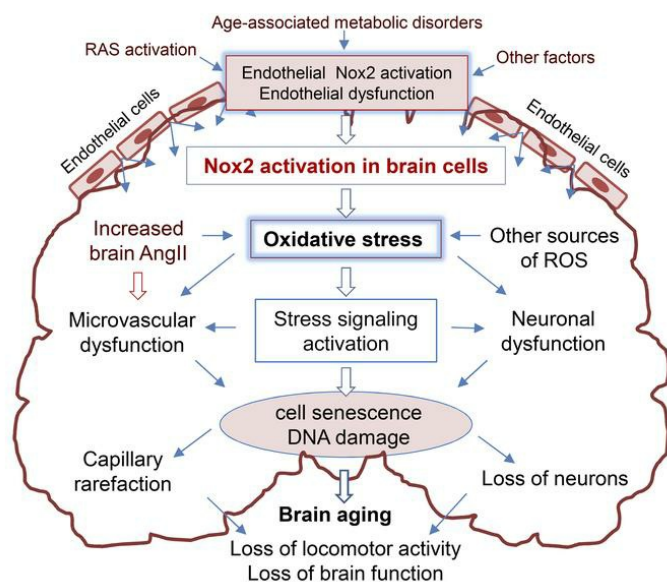 Age-associated metabolic disorders
RAS activation
Other factors
Endothelial Nox2 activation
Endothelial dysfunction
Endothelial cells
Endothelial cells
Nox2 activation in brain cells
Increased
brain AngII
Oxidative stress
Other sources
of ROS
Microvascular
dysfunction
Stress signaling
activation
Neuronal
dysfunction
cell senescence
DNA damage
Capillary
rarefaction
Loss of neurons
Brain aging
Loss of locomotor activity
Loss of brain function